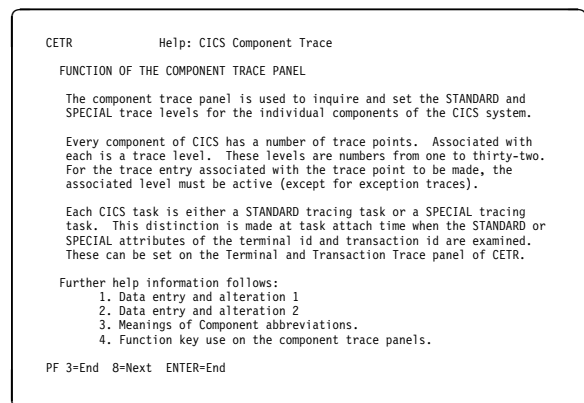 CETR Help: CICS Component Trace
FUNCTION OF THE COMPONENT TRACE PANEL
The component trace panel is used to inquire and set the STANDARD and
SPECIAL trace levels for the individual components of the CICS system.
Every component of CICS has a number of trace points. Associated with
each is a trace level. These levels are numbers from one to thirty-two.
For the trace entry associated with the trace point to be made, the
associated level must be active (except for exception traces).
Each CICS task is either a STANDARD tracing task or a SPECIAL tracing
task. This distinction is made at task attach time when the STANDARD or
SPECIAL attributes of the terminal id and transaction id are examined.
These can be set on the Terminal and Transaction Trace panel of CETR.
Further help information follows:
1. Data entry and alteration 1
2. Data entry and alteration 2
3. Meanings of Component abbreviations.
4. Function key use on the component trace panels.
PF 3=End 8=Next ENTER=End